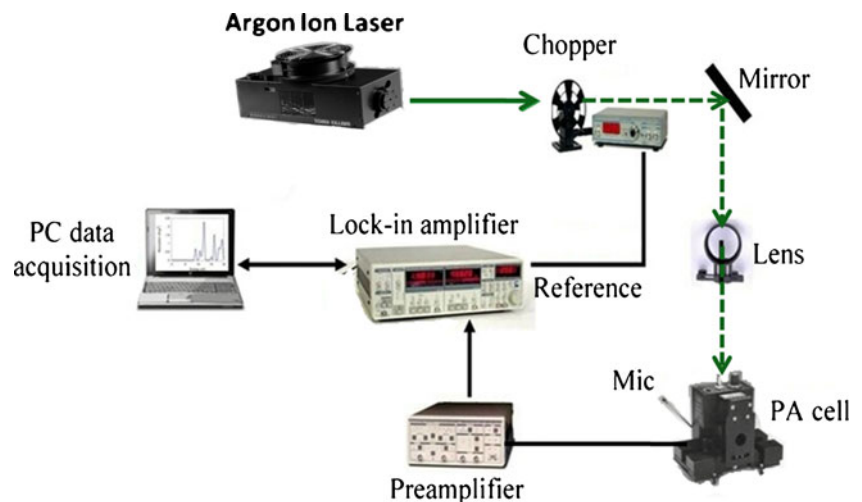 Argon Ion Laser
Chopper
Mirror
Lock-in amplifier
PC data
acquisition
Lens
Reference
Mic
PA cell
Preamplifier